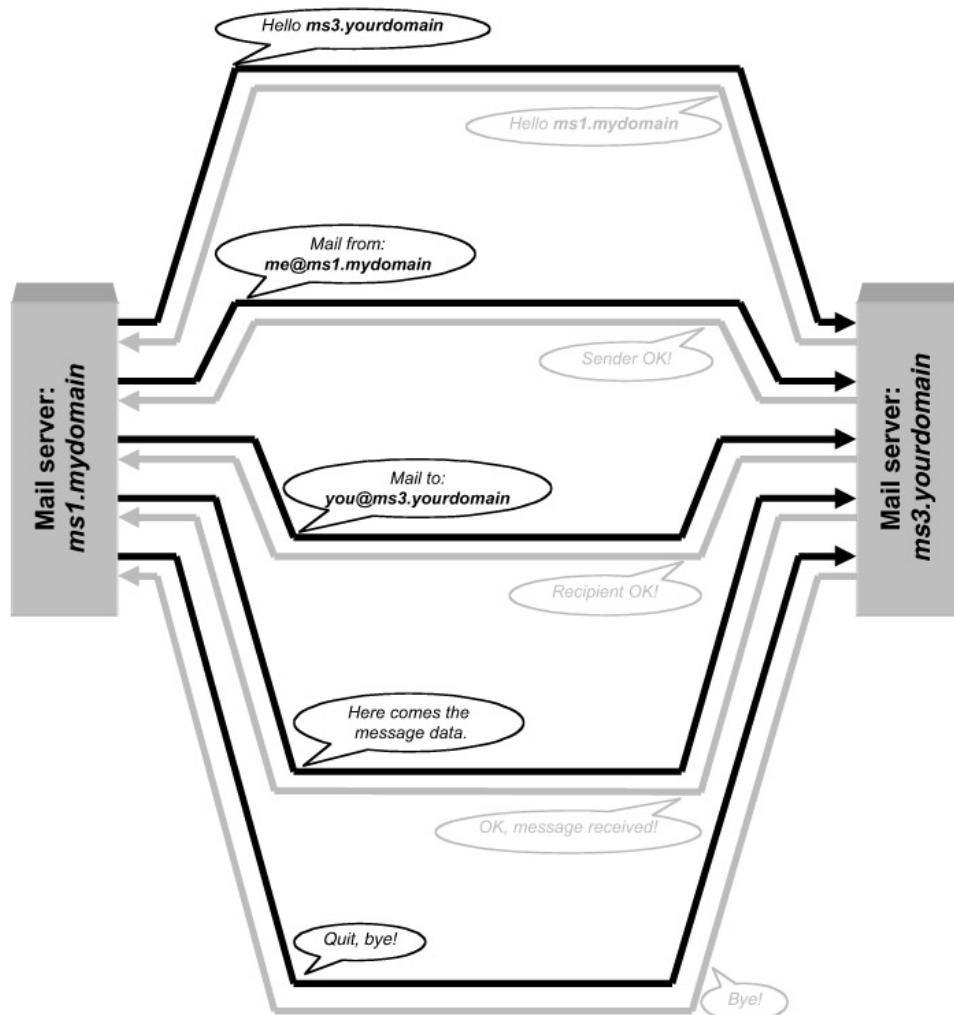 Hello ms3.yourdomain
Hello ms1.mydomain
Mail from:
me@ms1.mydomain
Sender OK!
Mail server:
ms1.mydomain
Mail server:
ms3.yourdomain
Mail to:
you@ms3.yourdomain
Recipient OK!
Here comes the
message data.
OK, message received!
Quit, bye!
Bye!